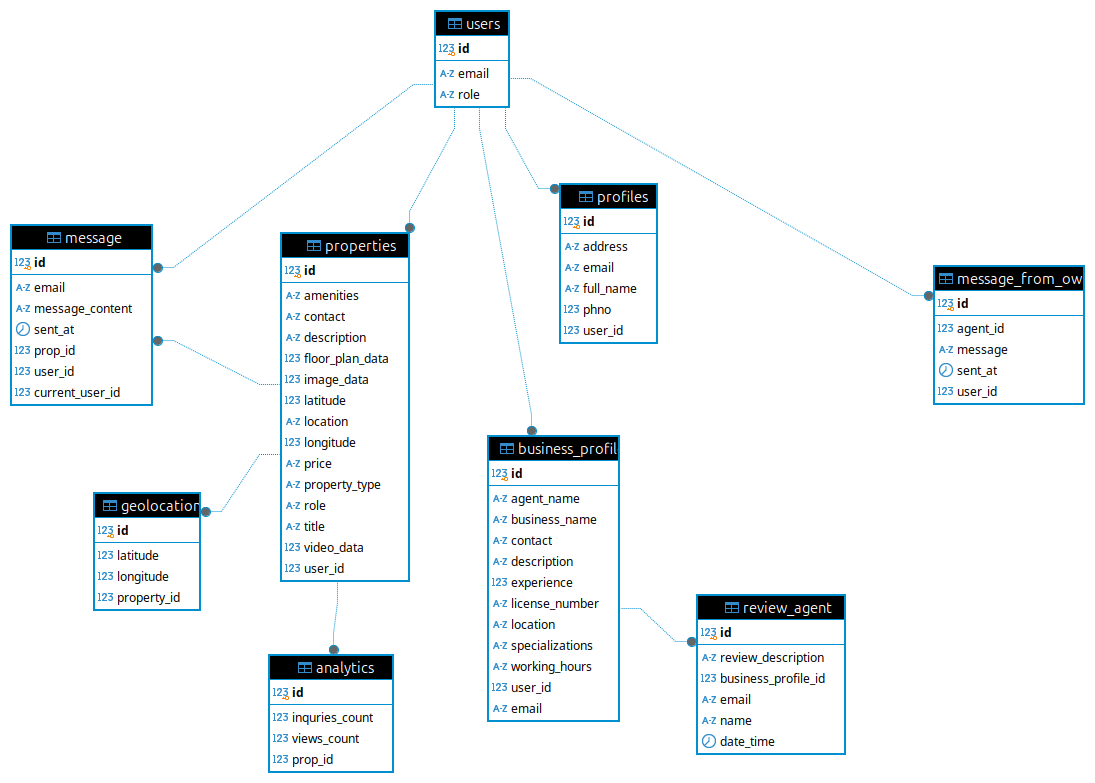 users
123 id
A-Z email
A-Z role
profiles
123 id
A-Z address
A-Z email
A-Z full_name
123 phno
123 user_id
message
123 id
A-Z email
A-Z message_content
sent_at
123 prop_id
123 user_id
123 current_user_id
properties
123 id
A-Z amenities
A-Z contact
A-Z description
123 floor_plan_data
123 image_data
123 latitude
A-Z location
123 longitude
A-Z price
A-Z property_type
A-Z role
A-Z title
123 video_data
123 user_id
message_from_ow
123 id
123 agent_id
A-Z message
sent_at
123 user_id
geolocation
123 id
123 latitude
123 longitude
123 property_id
business_profil
123 id
A-Z agent_name
A-Z business_name
A-Z contact
A-Z description
123 experience
A-Z license_number
A-Z location
A-Z specializations
A-Z working_hours
123 user_id
A-Z email
review_agent
123 id
A-Z review_description
123 business_profile_id
A-Z email
A-Z name
date_time
analytics
123 id
123 inquries_count
123 views_count
123 prop_id